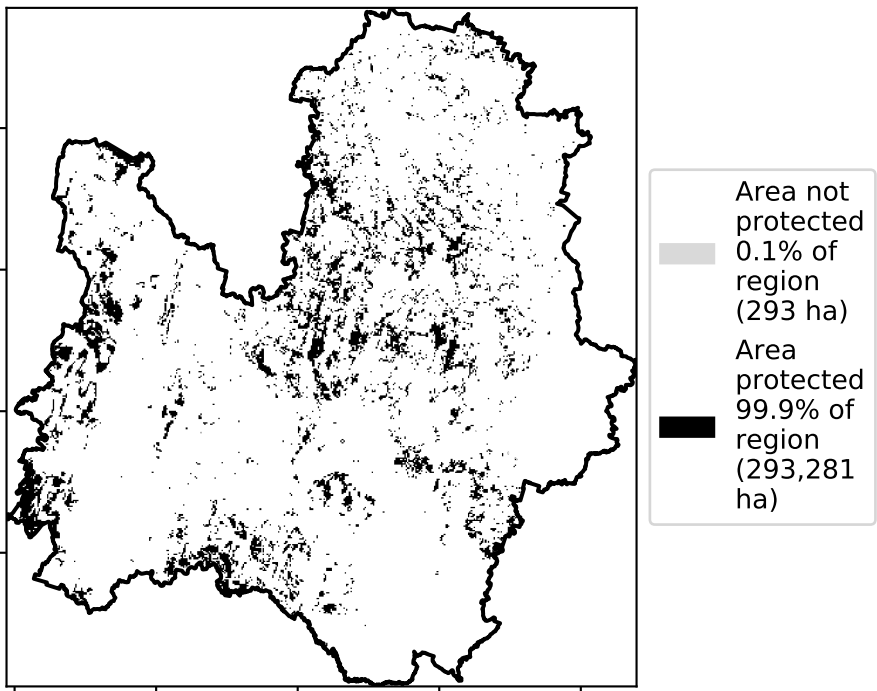 Area not
protected
0.1% of
region
(293 ha)
Area
protected
99.9% of
region
(293,281
ha)